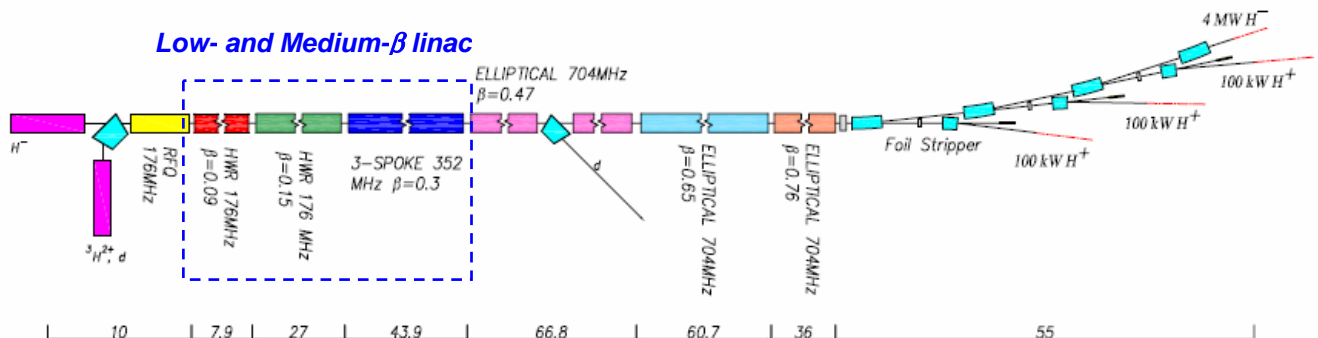 Low- and Medium-β linac
4 MW H⁻
ELLIPTICAL 704MHz
β=0.47
100 kW H⁺
100 kW H⁺
100 kW H⁺
H⁻
RFQ
176MHz
HWR 176MHz
β=0.09
HWR 176 MHz
β=0.15
3-SPOKE 352
MHz β=0.3
d
ELLIPTICAL 704MHz
β=0.65
ELLIPTICAL 704MHz
β=0.76
Foil Stripper
³H²⁺, d
10 7.9 27 43.9 66.8 60.7 36 55